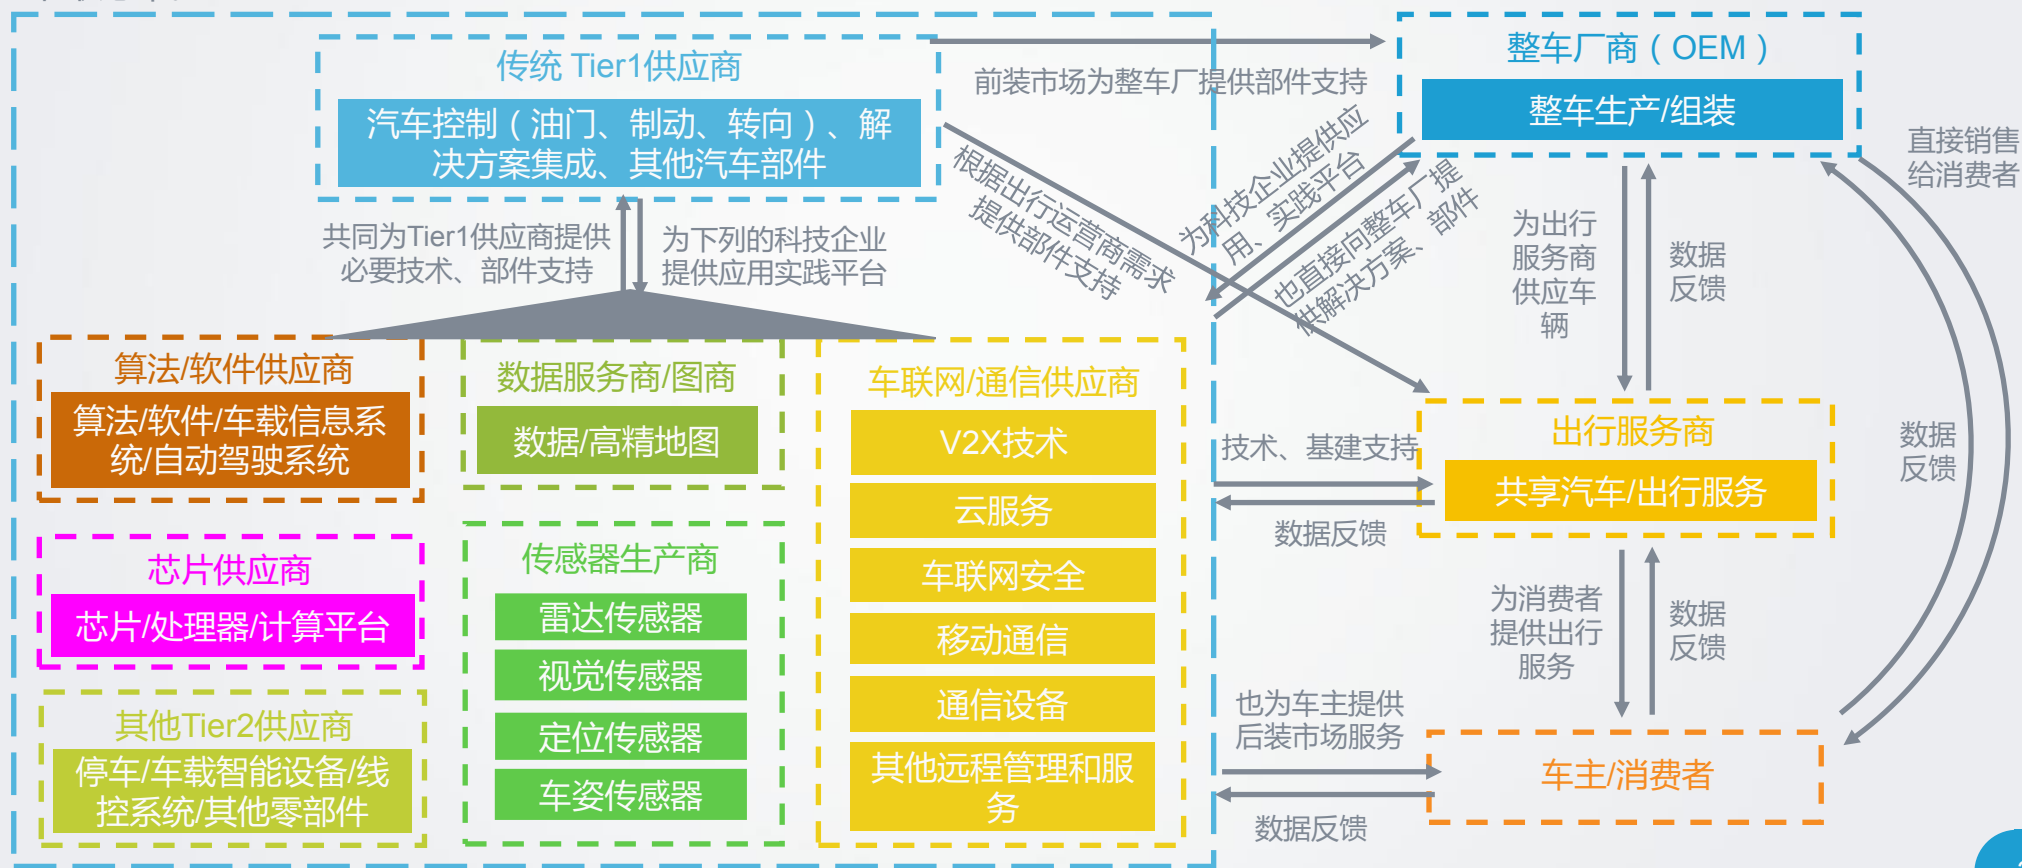 传统 Tier1供应商
汽车控制（油门、制动、转向）、解
决方案集成、其他汽车部件
前装市场为整车厂提供部件支持
整车厂商（OEM）
整车生产/组装
直接销售
给消费者
根据出行运营商需求
提供部件支持
为科技企业提供应
用、实践平台
也直接向整车厂提
供解决方案、部件
为出行
服务商
供应车
辆
数据
反馈
共同为Tier1供应商提供
必要技术、部件支持
为下列的科技企业
提供应用实践平台
算法/软件供应商
算法/软件/车载信息系
统/自动驾驶系统
数据服务商/图商
数据/高精地图
车联网/通信供应商
V2X技术
云服务
车联网安全
移动通信
通信设备
其他远程管理和服
务
芯片供应商
芯片/处理器/计算平台
传感器生产商
雷达传感器
视觉传感器
定位传感器
车姿传感器
其他Tier2供应商
停车/车载智能设备/线
控系统/其他零部件
技术、基建支持
数据反馈
出行服务商
共享汽车/出行服务
数据
反馈
为消费者
提供出行
服务
数据
反馈
也为车主提供
后装市场服务
数据反馈
车主/消费者